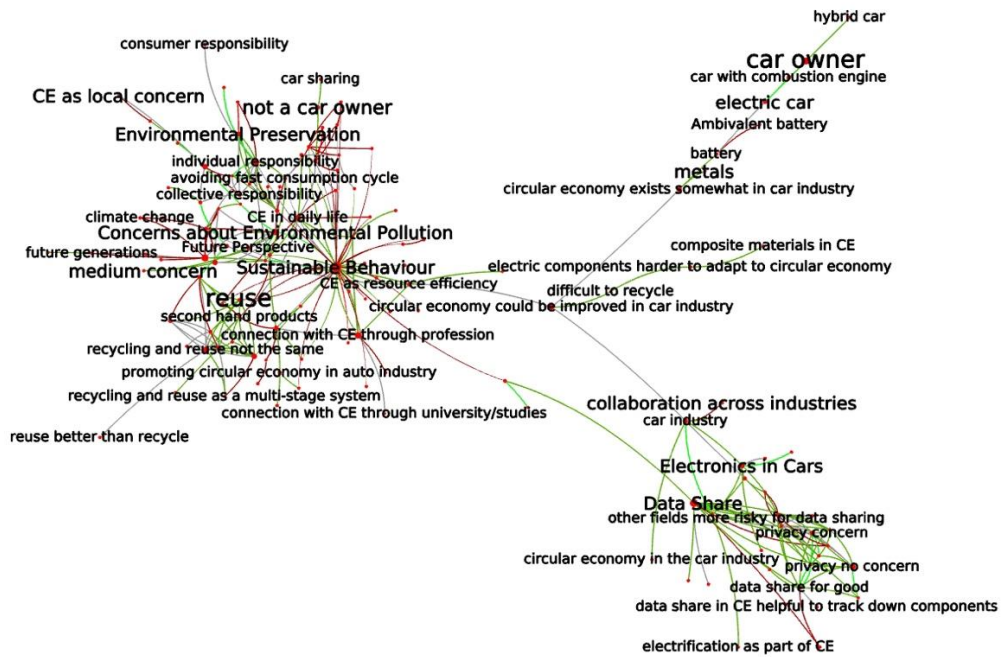 hybrid car
consumer responsibility
car owner
car sharing
car with combustion engine
CE as local concern
electric car
not a car owner
Ambivalent battery
Environmental Preservation
battery
individual responsibility
metals
avoiding fast consumption cycle
circular economy exists somewhat in car industry
collective responsibility
climate change
CE in daily life
Concerns about Environmental Pollution
composite materials in CE
Future Perspective
future generations
medium concern
Sustainable Behaviour
electric components harder to adapt to circular economy
CE as resource efficiency
difficult to recycle
reuse
circular economy could be improved in car industry
second hand products
connection with CE through profession
recycling and reuse not the same
promoting circular economy in auto industry
recycling and reuse as a multi-stage system
collaboration across industries
connection with CE through university/studies
car industry
reuse better than recycle
Electronics in Cars
Data Share
other fields more risky for data sharing
privacy concern
circular economy in the car industry
privacy no concern
data share for good
data share in CE helpful to track down components
electrification as part of CE